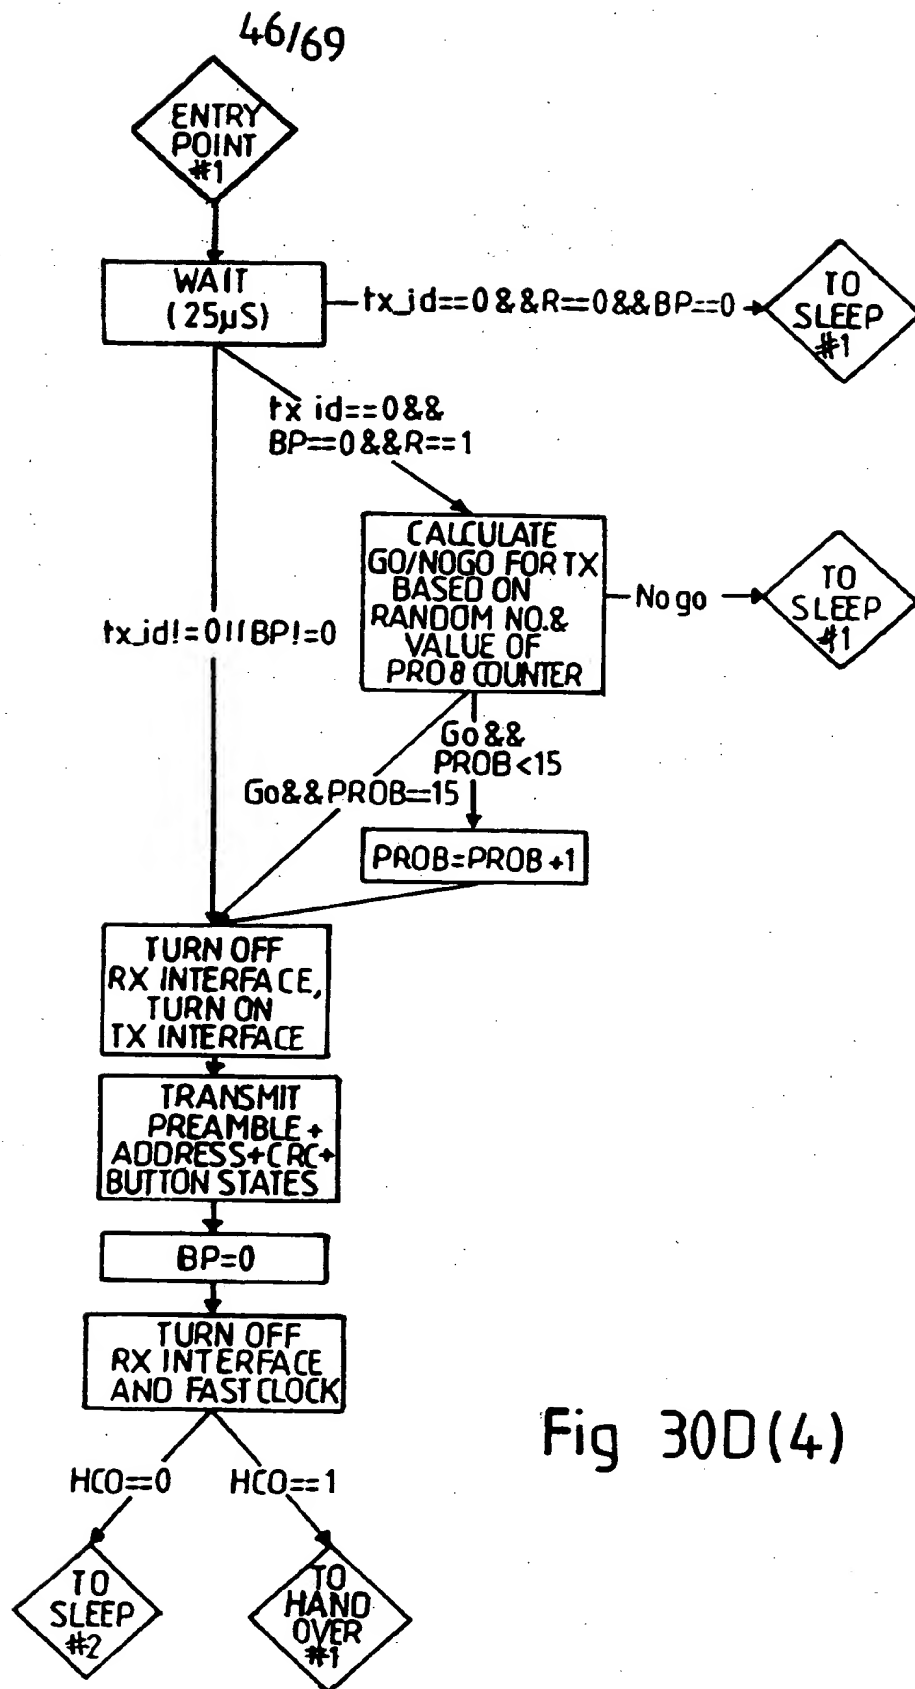 46/69
ENTRY
POINT
#1
WAIT
(25µS)
tx_id==0&&R==0&&BP==0
TO
SLEEP
#1
tx id==0&&
BP==0&&R==1
CALCULATE
GO/NOGO FOR TX
BASED ON
RANDOM NO.&
VALUE OF
PRO8 COUNTER
No go
TO
SLEEP
#1
tx_id!=0||BP!=0
Go&&
PROB<15
Go&&PROB=15
PROB=PROB+1
TURN OFF
RX INTERFACE,
TURN ON
TX INTERFACE
TRANSMIT
PREAMBLE+
ADDRESS+CRC+
BUTTON STATES
BP=0
TURN OFF
RX INTERFACE
AND FAST CLOCK
HCO==0
HCO==1
TO
SLEEP
#2
TO
HAND
OVER
#1
Fig 30D(4)